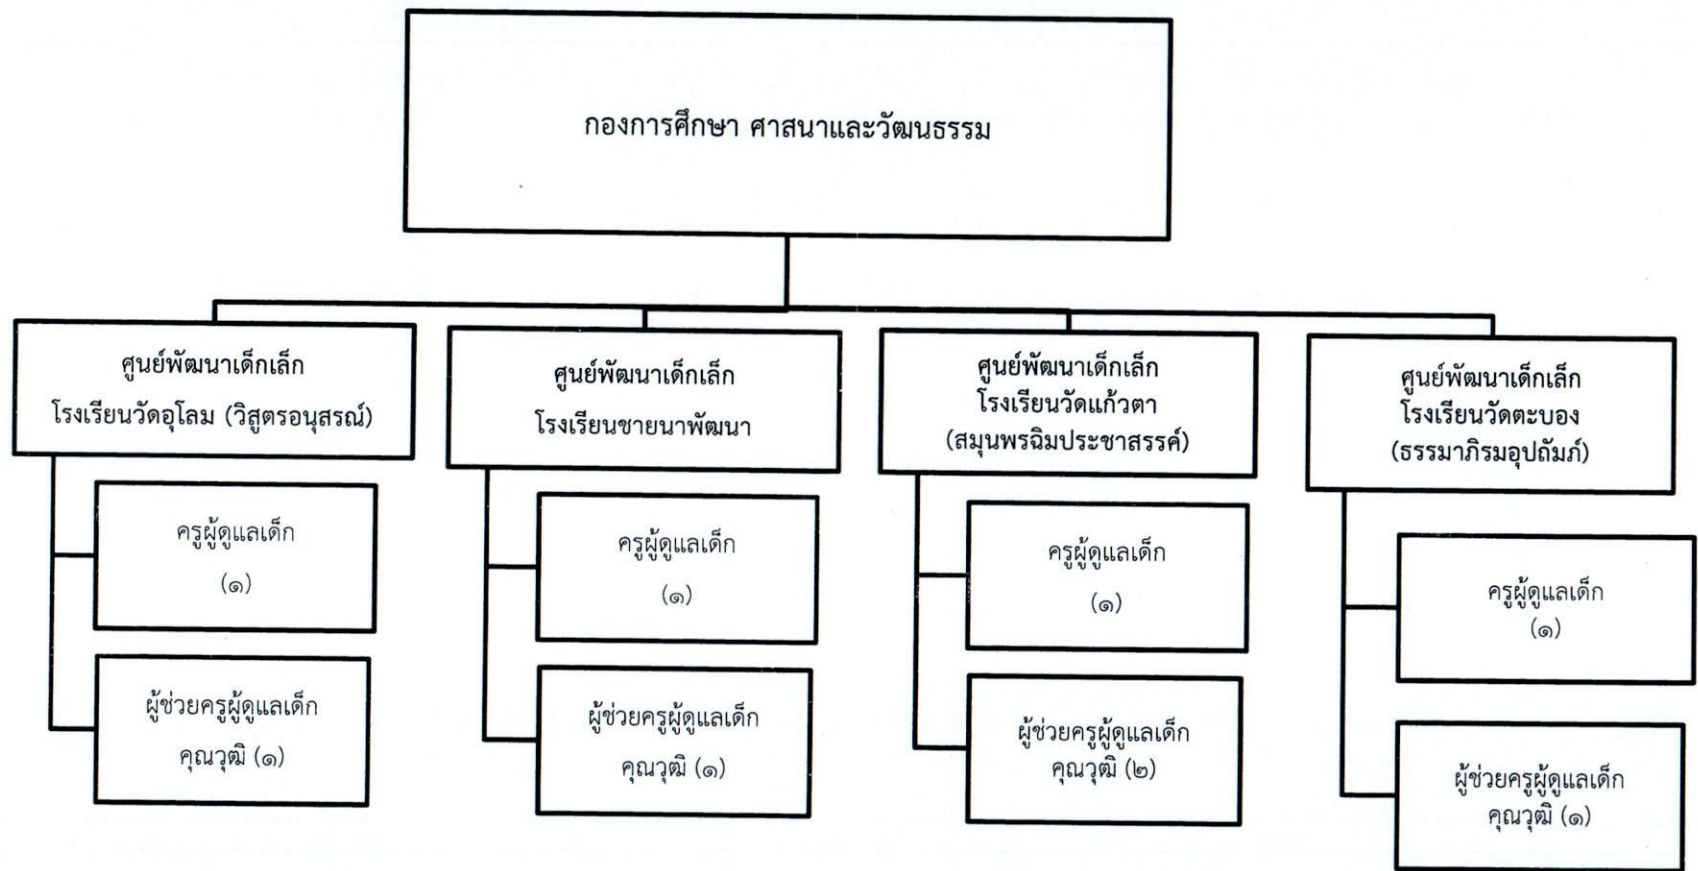 กองการศึกษา ศาสนาและวัฒนธรรม
ศูนย์พัฒนาเด็กเล็ก
โรงเรียนวัดอุโลม (วิสูตรอนุสรณ์)
ครูผู้ดูแลเด็ก
(๑)
ผู้ช่วยครูผู้ดูแลเด็ก
คุณวุฒิ (๑)
ศูนย์พัฒนาเด็กเล็ก
โรงเรียนชายนาพัฒนา
ครูผู้ดูแลเด็ก
(๑)
ผู้ช่วยครูผู้ดูแลเด็ก
คุณวุฒิ (๑)
ศูนย์พัฒนาเด็กเล็ก
โรงเรียนวัดแก้วตา
(สมุนพรฉิมประชาสรรค์)
ครูผู้ดูแลเด็ก
(๑)
ผู้ช่วยครูผู้ดูแลเด็ก
คุณวุฒิ (๒)
ศูนย์พัฒนาเด็กเล็ก
โรงเรียนวัดตะบอง
(ธรรมาภิรมอุปถัมภ์)
ครูผู้ดูแลเด็ก
(๑)
ผู้ช่วยครูผู้ดูแลเด็ก
คุณวุฒิ (๑)